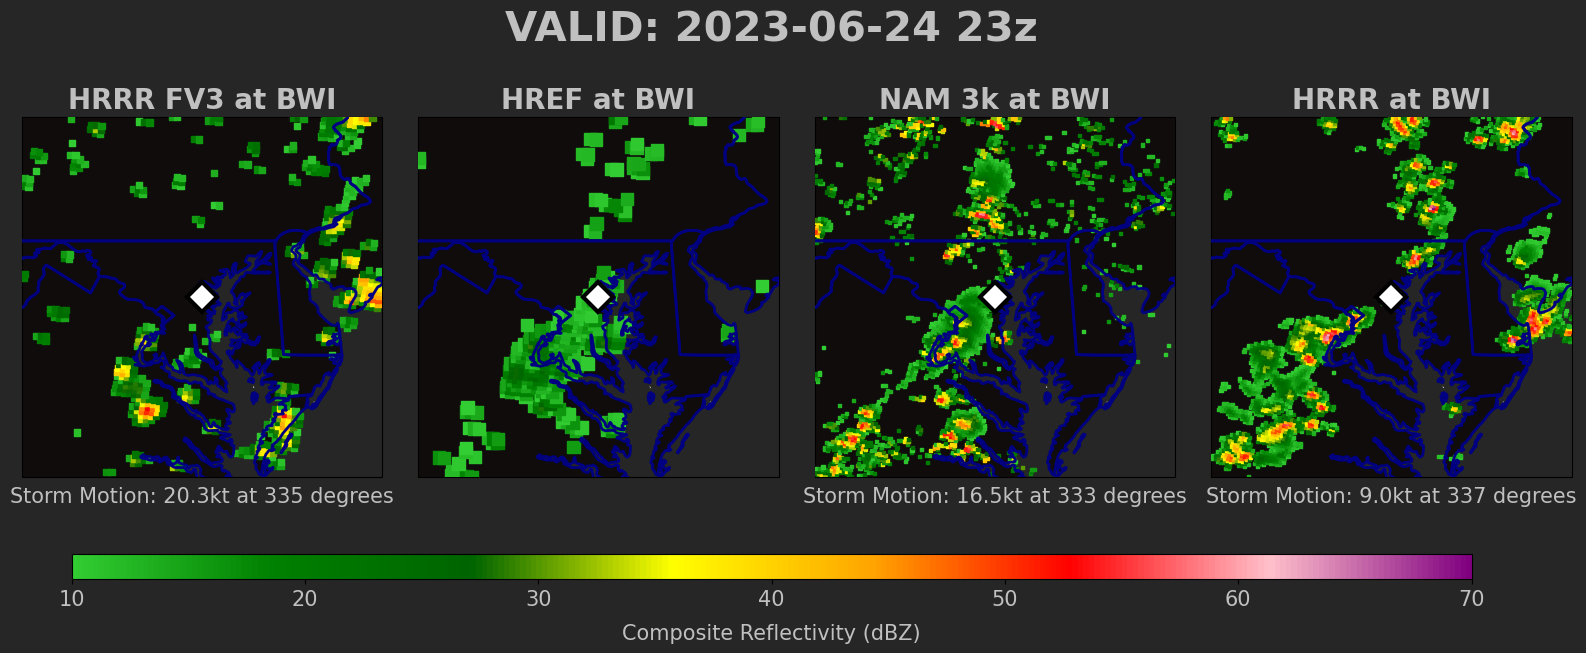 VALID: 2023-06-24 23z
HRRR FV3 at BWI
HREF at BWI
NAM 3k at BWI
HRRR at BWI
Storm Motion: 20.3kt at 335 degrees
Storm Motion: 16.5kt at 333 degrees
Storm Motion: 9.0kt at 337 degrees
10 20 30 40 50 60 70
Composite Reflectivity (dBZ)